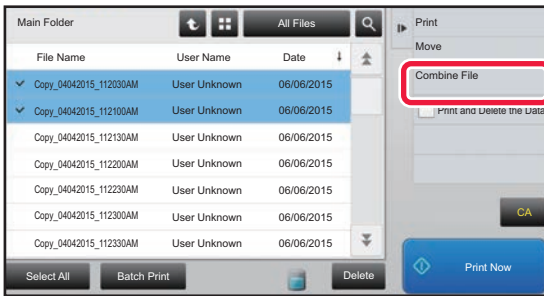 Main Folder
All Files
File Name User Name Date
Copy_04042015_112030AM User Unknown 06/06/2015
Copy_04042015_112100AM User Unknown 06/06/2015
Copy_04042015_112130AM User Unknown 06/06/2015
Copy_04042015_112200AM User Unknown 06/06/2015
Copy_04042015_112230AM User Unknown 06/06/2015
Copy_04042015_112300AM User Unknown 06/06/2015
Copy_04042015_112330AM User Unknown 06/06/2015
Select All Batch Print Delete
Print
Move
Combine File
Print and Delete the Data
CA
Print Now